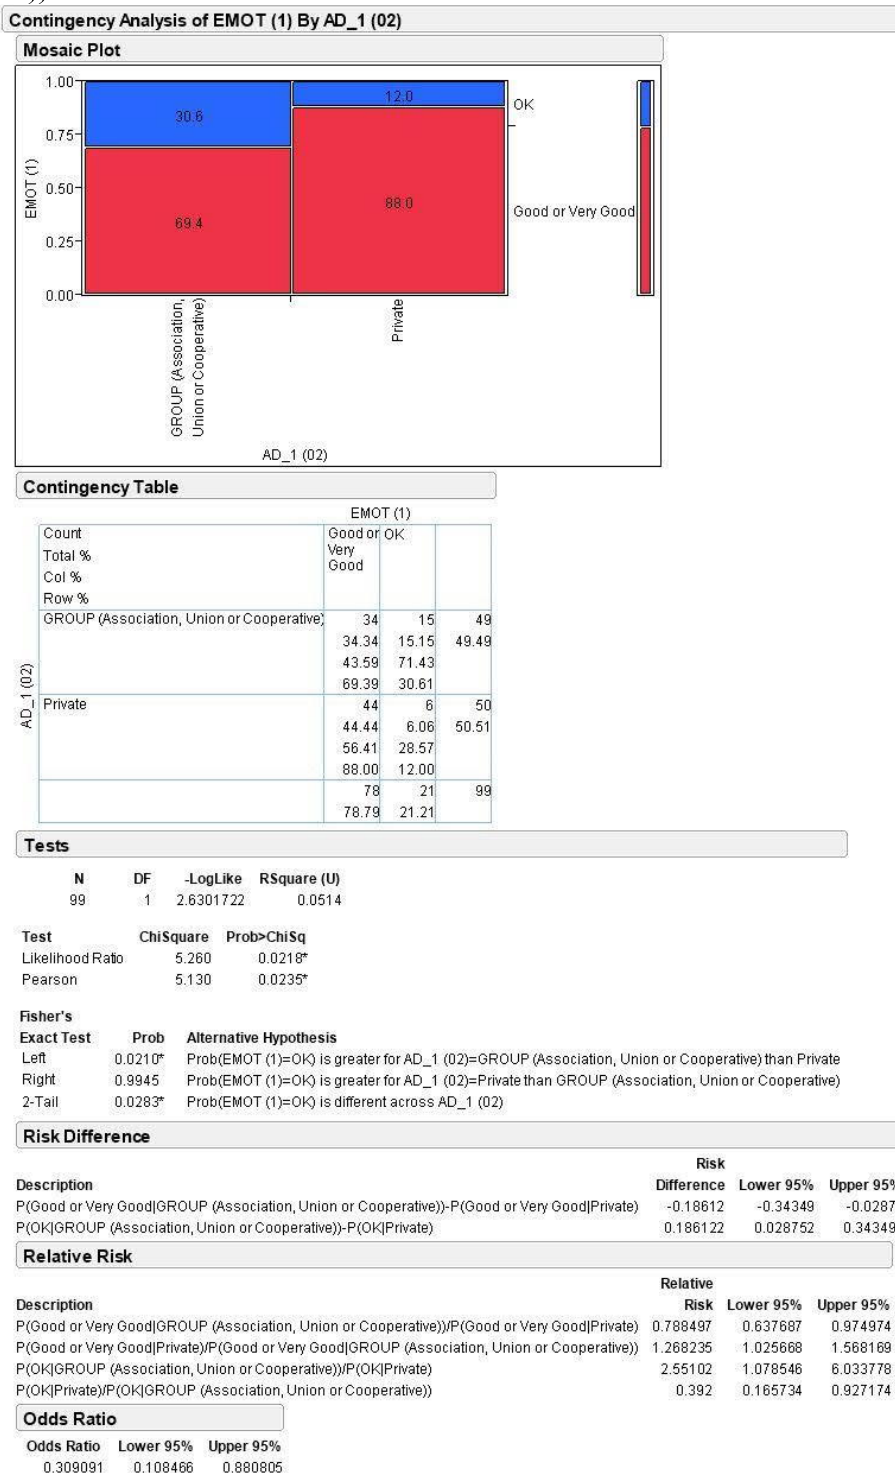 Contingency Analysis of EMOT (1) By AD_1 (02)
Mosaic Plot
1.00
0.75
0.50
0.25
0.00
EMOT (1)
30.6
12.0
69.4
88.0
OK
Good or Very Good
GROUP (Association,
Union or Cooperative)
Private
AD_1 (02)
Contingency Table
EMOT (1)
Count Good or OK
Total % Very
Col % Good
Row %
AD_1 (02)
GROUP (Association, Union or Cooperative) 34 15 49
34.34 15.15 49.49
43.59 71.43
69.39 30.61
Private 44 6 50
44.44 6.06 50.51
56.41 28.57
88.00 12.00
78 21 99
78.79 21.21
Tests
N DF -LogLike RSquare (U)
99 1 2.6301722 0.0514
Test ChiSquare Prob>ChiSq
Likelihood Ratio 5.260 0.0218*
Pearson 5.130 0.0235*
Fisher's
Exact Test Prob Alternative Hypothesis
Left 0.0210* Prob(EMOT (1)=OK) is greater for AD_1 (02)=GROUP (Association, Union or Cooperative) than Private
Right 0.9945 Prob(EMOT (1)=OK) is greater for AD_1 (02)=Private than GROUP (Association, Union or Cooperative)
2-Tail 0.0283* Prob(EMOT (1)=OK) is different across AD_1 (02)
Risk Difference
Risk
Description Difference Lower 95% Upper 95%
P(Good or Very Good|GROUP (Association, Union or Cooperative))-P(Good or Very Good|Private) -0.18612 -0.34349 -0.0287
P(OK|GROUP (Association, Union or Cooperative))-P(OK|Private) 0.186122 0.028752 0.34349
Relative Risk
Relative
Description Risk Lower 95% Upper 95%
P(Good or Very Good|GROUP (Association, Union or Cooperative))/P(Good or Very Good|Private) 0.788497 0.637687 0.974974
P(Good or Very Good|Private)/P(Good or Very Good|GROUP (Association, Union or Cooperative)) 1.268235 1.025668 1.568169
P(OK|GROUP (Association, Union or Cooperative))/P(OK|Private) 2.55102 1.078546 6.033778
P(OK|Private)/P(OK|GROUP (Association, Union or Cooperative)) 0.392 0.165734 0.927174
Odds Ratio
Odds Ratio Lower 95% Upper 95%
0.309091 0.108466 0.880805